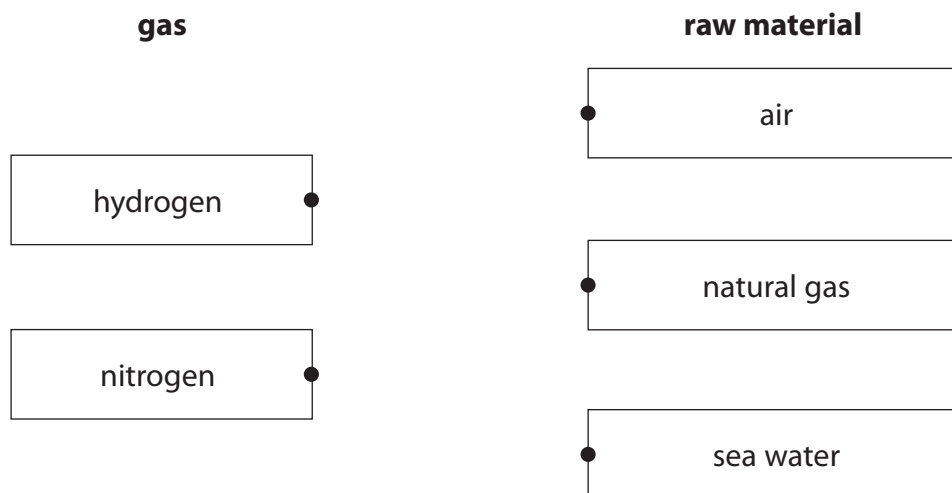 gas
hydrogen
nitrogen
raw material
air
natural gas
sea water